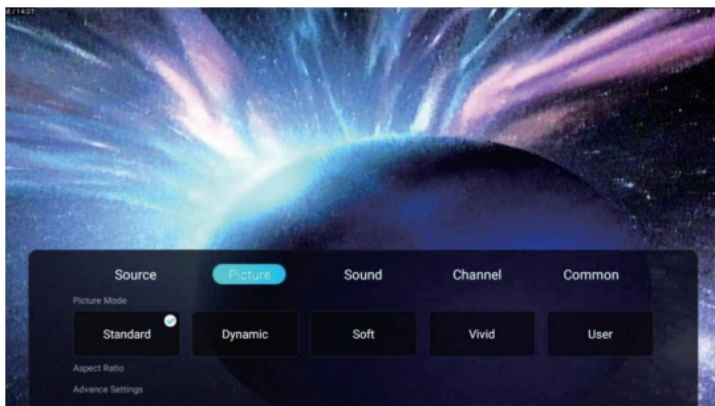 Source Picture Sound Channel Common
Picture Mode
Standard Dynamic Soft Vivid User
Aspect Ratio
Advance Settings